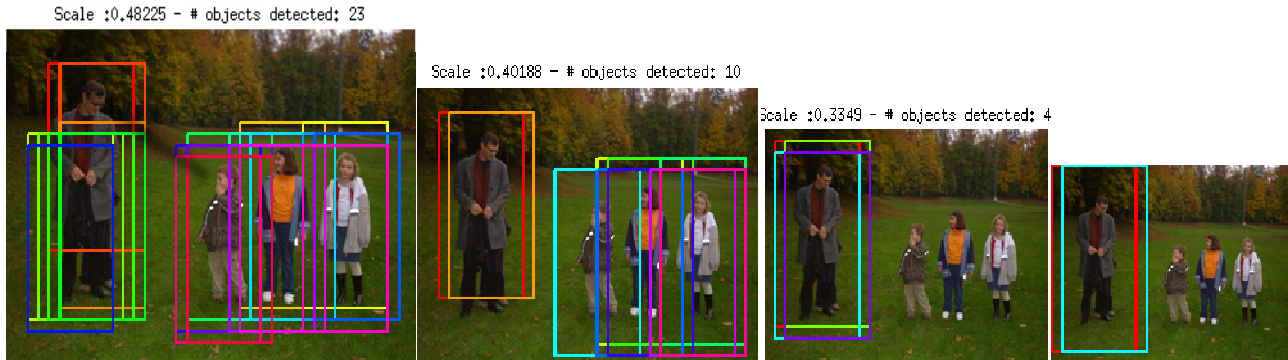 Scale :0.48225 - # objects detected: 23
Scale :0.40188 - # objects detected: 10
Scale :0.3349 - # objects detected: 4